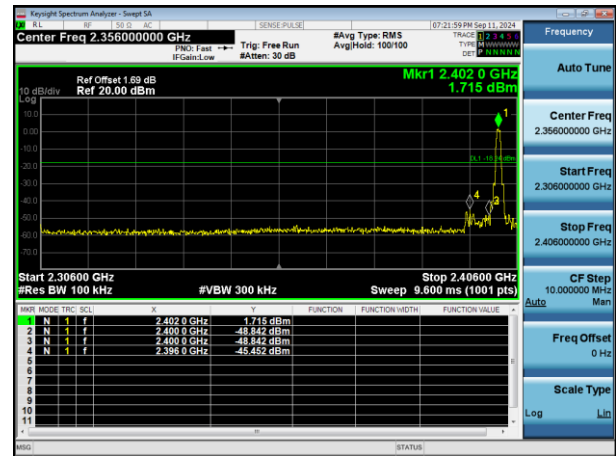 Keysight Spectrum Analyzer - Swept SA
RL RF 50 Ω AC SENSE:PULSE 07:21:59 PM Sep 11, 2024
Center Freq 2.356000000 GHz #Avg Type: RMS TRACE 1 2 3 4 5 6
PNO: Fast Trig: Free Run Avg|Hold: 100/100 TYPE M WWWWW
IFGain:Low #Atten: 30 dB DET P NNNNN
Ref Offset 1.69 dB Mkr1 2.402 0 GHz
10 dB/div Ref 20.00 dBm 1.715 dBm
Log
10.0
0.00
-10.0
-20.0
-30.0
-40.0
-50.0
-60.0
-70.0
1
4
3
Start 2.30600 GHz Stop 2.40600 GHz
#Res BW 100 kHz #VBW 300 kHz Sweep 9.600 ms (1001 pts)
MKR MODE TRC SCL X Y FUNCTION FUNCTION WIDTH FUNCTION VALUE
1 N 1 f 2.402 0 GHz 1.715 dBm
2 N 1 f 2.400 0 GHz -48.842 dBm
3 N 1 f 2.400 0 GHz -48.842 dBm
4 N 1 f 2.396 0 GHz -45.452 dBm
5
6
7
8
9
10
11
MSG STATUS
Frequency
Auto Tune
Center Freq
2.356000000 GHz
Start Freq
2.306000000 GHz
Stop Freq
2.406000000 GHz
CF Step
10.000000 MHz
Auto Man
Freq Offset
0 Hz
Scale Type
Log Lin